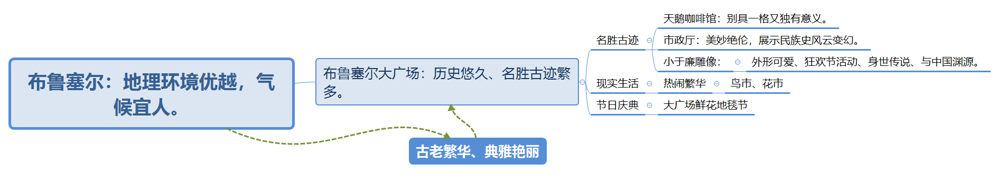 布鲁塞尔：地理环境优越，气
候宜人。
布鲁塞尔大广场：历史悠久、名胜古迹繁
多。
古老繁华、典雅艳丽
名胜古迹
天鹅咖啡馆：别具一格又独有意义。
市政厅：美妙绝伦，展示民族史风云变幻。
小于廉雕像：
外形可爱、狂欢节活动、身世传说、与中国渊源。
现实生活
热闹繁华
鸟市、花市
节日庆典
大广场鲜花地毯节